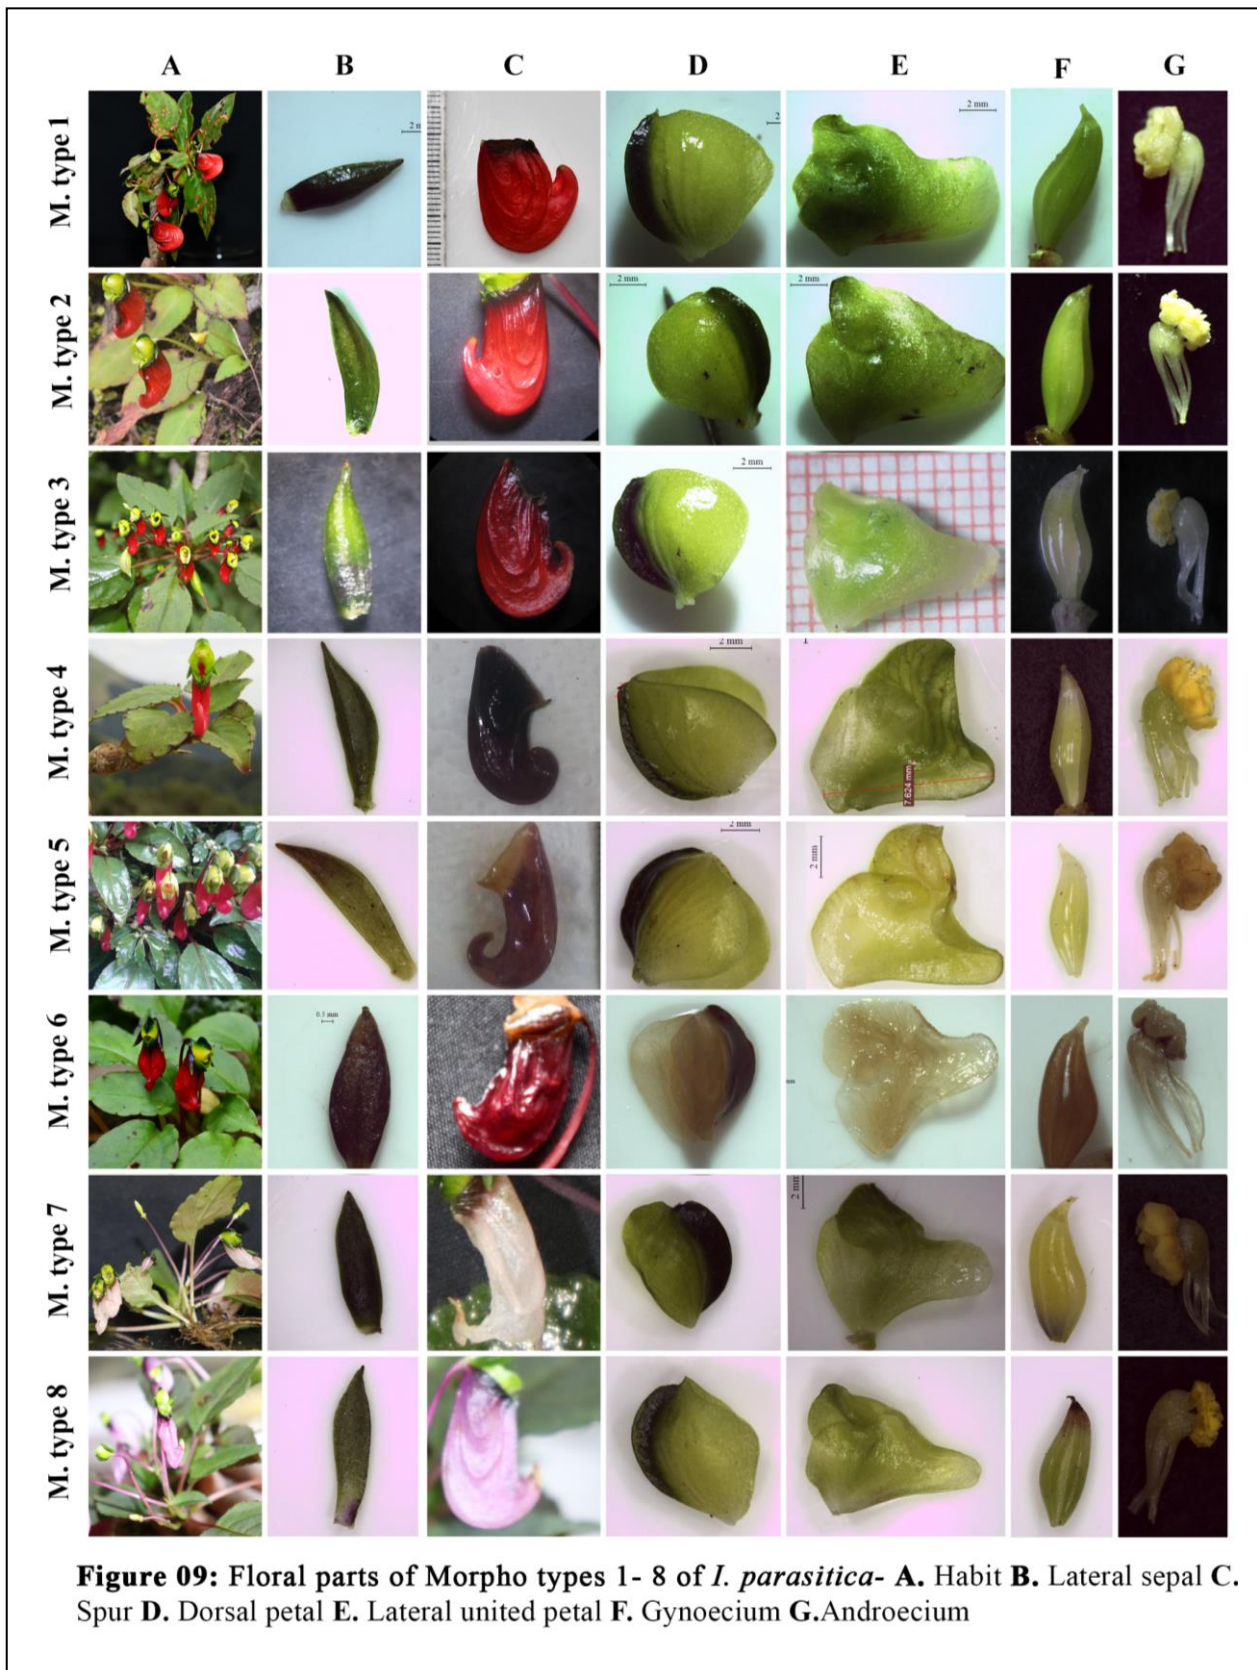 A B C D E F G
M. type 1
2 mm
M. type 2
2 mm
2 mm
M. type 3
2 mm
M. type 4
2 mm
7.624 mm
M. type 5
2 mm
2 mm
M. type 6
0.5 mm
mm
M. type 7
2 mm
M. type 8
Figure 09: Floral parts of Morpho types 1- 8 of I. parasitica- A. Habit B. Lateral sepal C.
Spur D. Dorsal petal E. Lateral united petal F. Gynoecium G.Androecium